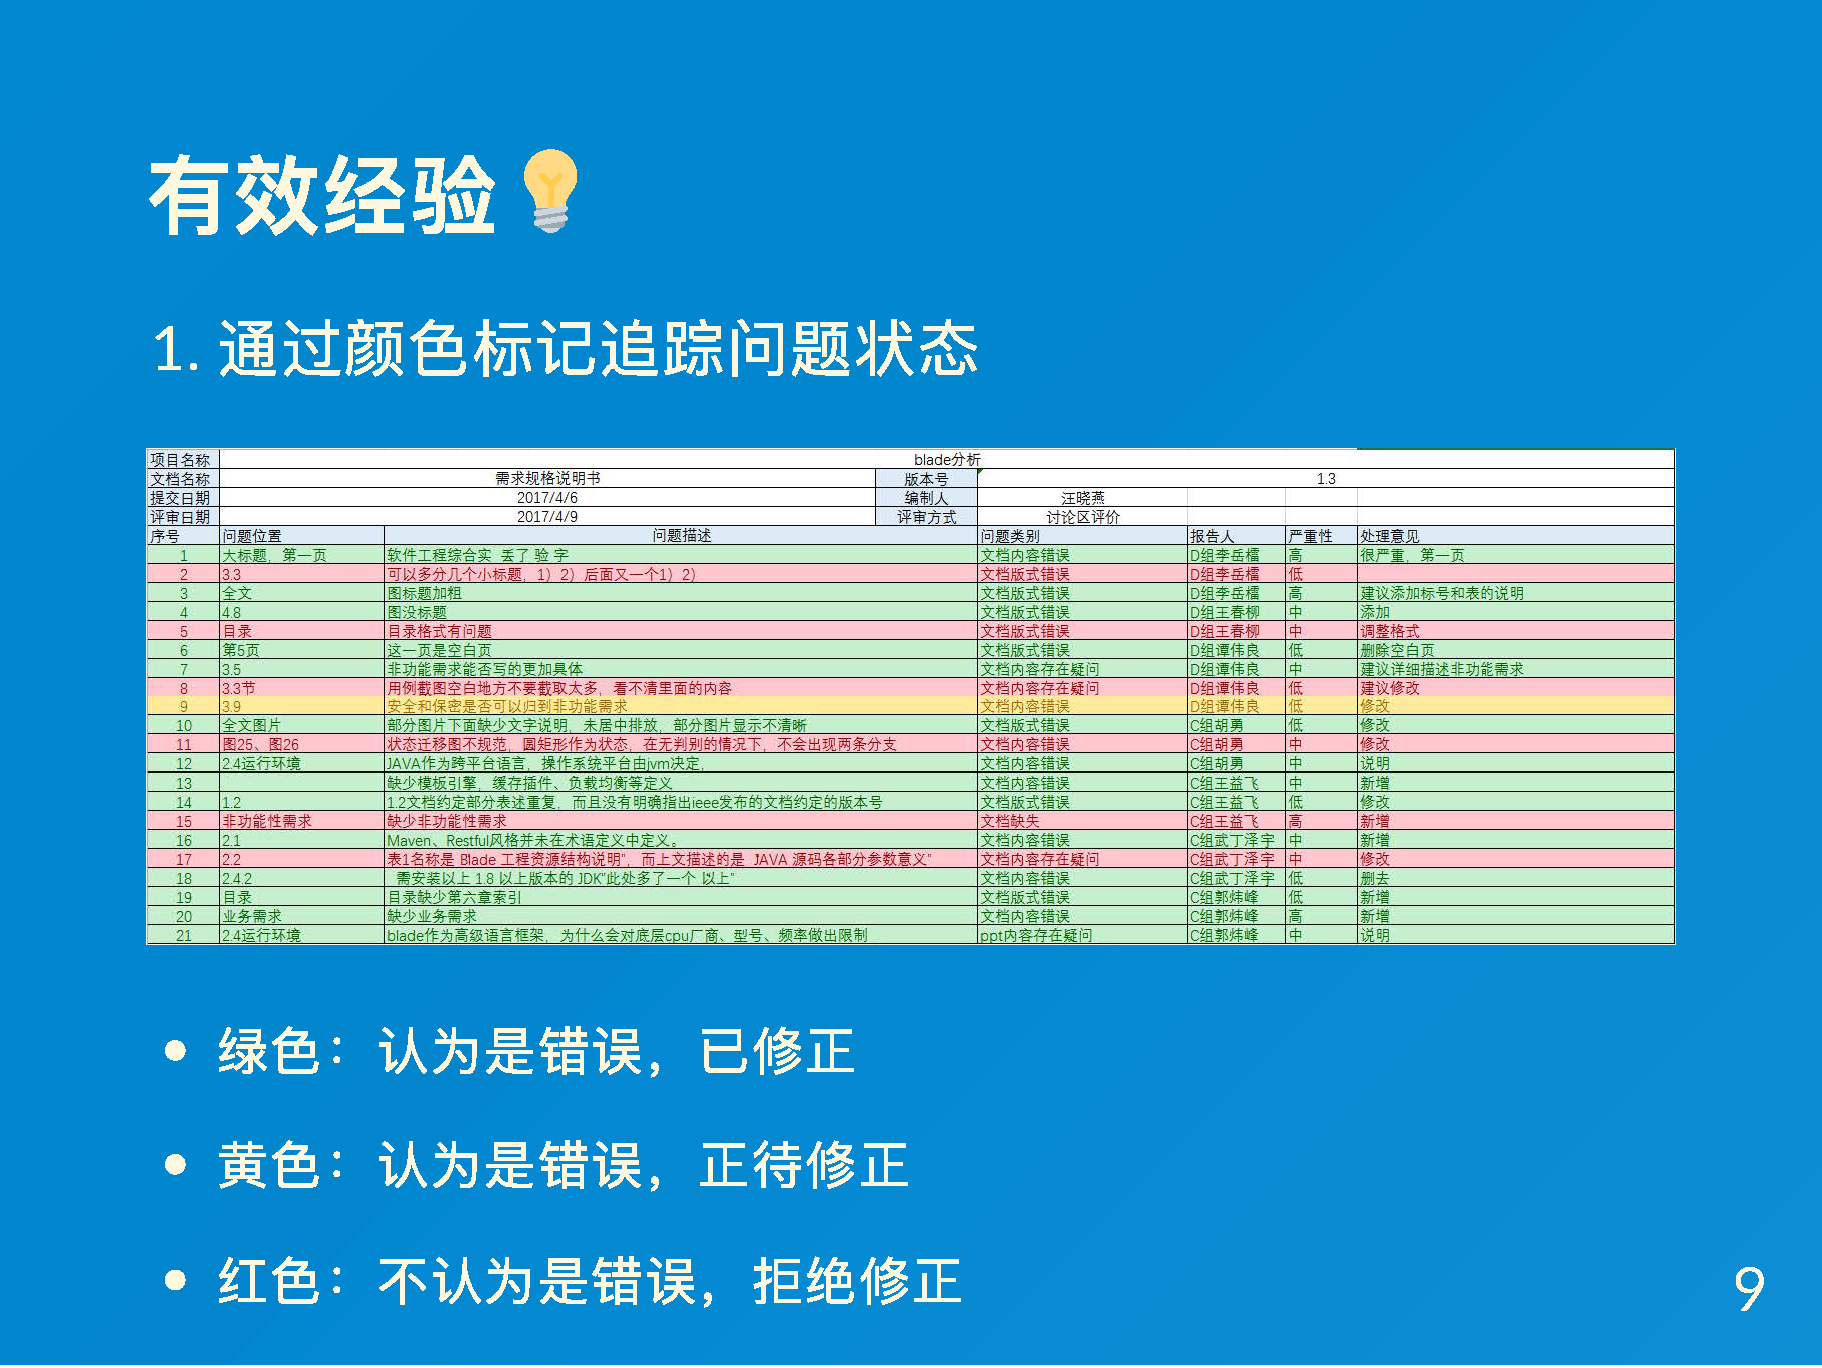 有效经验
1. 通过颜色标记追踪问题状态
项目名称 blade分析
文档名称 需求规格说明书 版本号 1.3
提交日期 2017/4/6 编制人 汪晓燕
评审日期 2017/4/9 评审方式 讨论区评价
序号 问题位置 问题描述 问题类别 报告人 严重性 处理意见
1 大标题，第一页 软件工程综合实 丢了 验 字 文档内容错误 D组李岳檑 高 很严重，第一页
2 3.3 可以多分几个小标题，1）2）后面又一个1）2） 文档版式错误 D组李岳檑 低
3 全文 图标题加粗 文档版式错误 D组李岳檑 高 建议添加标号和表的说明
4 4.8 图没标题 文档版式错误 D组王春柳 中 添加
5 目录 目录格式有问题 文档版式错误 D组王春柳 中 调整格式
6 第5页 这一页是空白页 文档版式错误 D组谭伟良 低 删除空白页
7 3.5 非功能需求能否写的更加具体 文档内容存在疑问 D组谭伟良 中 建议详细描述非功能需求
8 3.3节 用例截图空白地方不要截取太多，看不清里面的内容 文档内容存在疑问 D组谭伟良 低 建议修改
9 3.9 安全和保密是否可以归到非功能需求 文档内容错误 D组谭伟良 低 修改
10 全文图片 部分图片下面缺少文字说明，未居中排放，部分图片显示不清晰 文档版式错误 C组胡勇 低 修改
11 图25、图26 状态迁移图不规范，圆矩形作为状态，在无判别的情况下，不会出现两条分支 文档内容错误 C组胡勇 中 修改
12 2.4运行环境 JAVA作为跨平台语言，操作系统平台由jvm决定， 文档内容错误 C组胡勇 中 说明
13 缺少模板引擎，缓存插件、负载均衡等定义 文档内容错误 C组王益飞 中 新增
14 1.2 1.2文档约定部分表述重复，而且没有明确指出ieee发布的文档约定的版本号 文档版式错误 C组王益飞 低 修改
15 非功能性需求 缺少非功能性需求 文档缺失 C组王益飞 高 新增
16 2.1 Maven、Restful风格并未在术语定义中定义。 文档内容错误 C组武丁泽宇 中 新增
17 2.2 表1名称是 Blade 工程资源结构说明”，而上文描述的是 JAVA 源码各部分参数意义” 文档内容存在疑问 C组武丁泽宇 中 修改
18 2.4.2 需安装以上 1.8 以上版本的 JDK“此处多了一个 以上” 文档内容错误 C组武丁泽宇 低 删去
19 目录 目录缺少第六章索引 文档版式错误 C组郭炜峰 低 新增
20 业务需求 缺少业务需求 文档内容错误 C组郭炜峰 高 新增
21 2.4运行环境 blade作为高级语言框架，为什么会对底层cpu厂商、型号、频率做出限制 ppt内容存在疑问 C组郭炜峰 中 说明
• 绿色：认为是错误，已修正
• 黄色：认为是错误，正待修正
• 红色：不认为是错误，拒绝修正
9